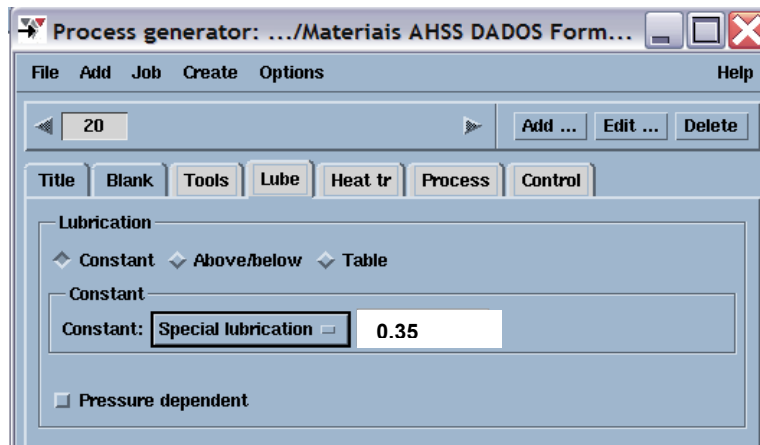 Process generator: .../Materiais AHSS DADOS Form...
File Add Job Create Options Help
20 Add ... Edit ... Delete
Title Blank Tools Lube Heat tr Process Control
Lubrication
Constant Above/below Table
Constant
Constant: Special lubrication 0.35
Pressure dependent